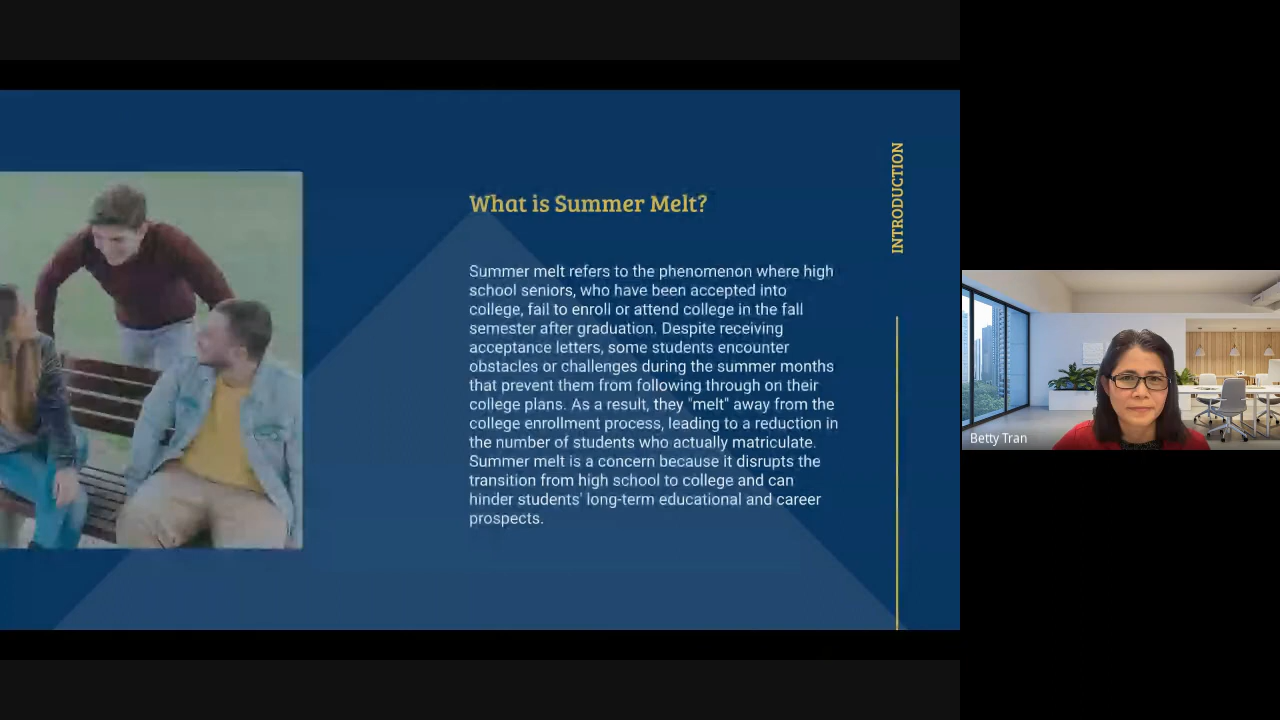 What is Summer Melt?
Summer melt refers to the phenomenon where high
school seniors, who have been accepted into
college, fail to enroll or attend college in the fall
semester after graduation. Despite receiving
acceptance letters, some students encounter
obstacles or challenges during the summer months
that prevent them from following through on their
college plans. As a result, they "melt" away from the
college enrollment process, leading to a reduction in
the number of students who actually matriculate.
Summer melt is a concern because it disrupts the
transition from high school to college and can
hinder students' long-term educational and career
prospects.
INTRODUCTION
Betty Tran